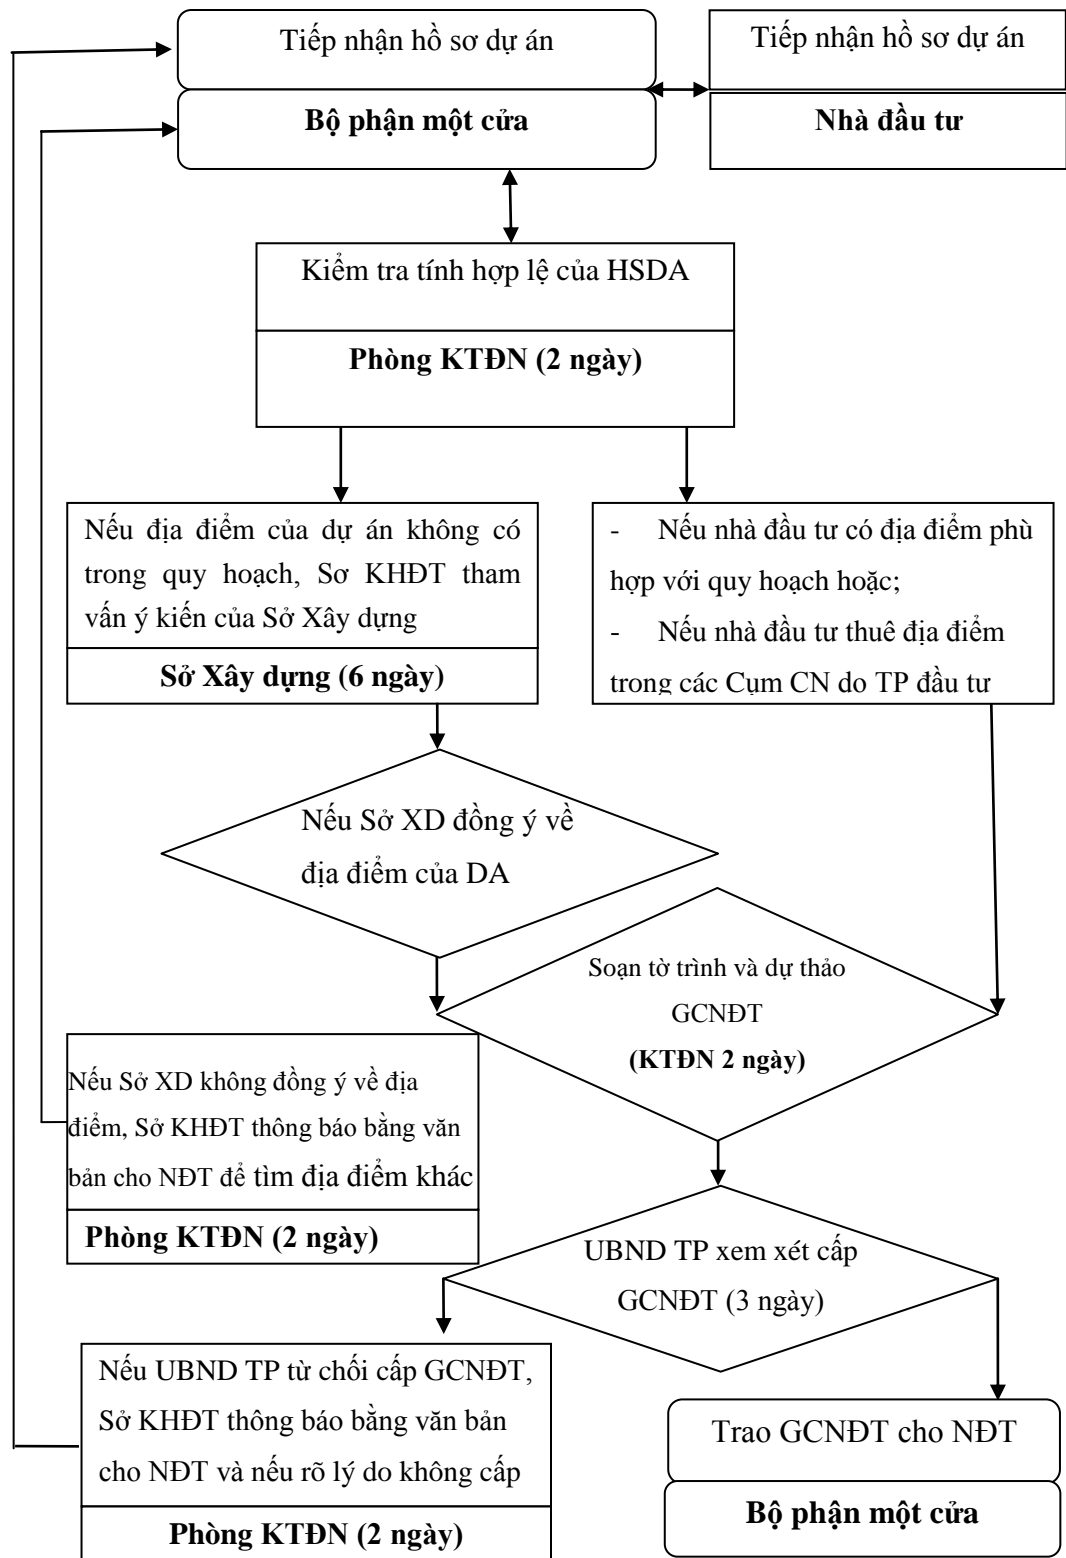 Tiếp nhận hồ sơ dự án
Bộ phận một cửa
Tiếp nhận hồ sơ dự án
Nhà đầu tư
Kiểm tra tính hợp lệ của HSDA
Phòng KTĐN (2 ngày)
Nếu địa điểm của dự án không có
trong quy hoạch, Sơ KHĐT tham
vấn ý kiến của Sở Xây dựng
Sở Xây dựng (6 ngày)
- Nếu nhà đầu tư có địa điểm phù
hợp với quy hoạch hoặc;
- Nếu nhà đầu tư thuê địa điểm
trong các Cụm CN do TP đầu tư
Nếu Sở XD đồng ý về
địa điểm của DA
Soạn tờ trình và dự thảo
GCNĐT
(KTĐN 2 ngày)
Nếu Sở XD không đồng ý về địa
điểm, Sở KHĐT thông báo bằng văn
bản cho NĐT để tìm địa điểm khác
Phòng KTĐN (2 ngày)
UBND TP xem xét cấp
GCNĐT (3 ngày)
Nếu UBND TP từ chối cấp GCNĐT,
Sở KHĐT thông báo bằng văn bản
cho NĐT và nếu rõ lý do không cấp
Phòng KTĐN (2 ngày)
Trao GCNĐT cho NĐT
Bộ phận một cửa